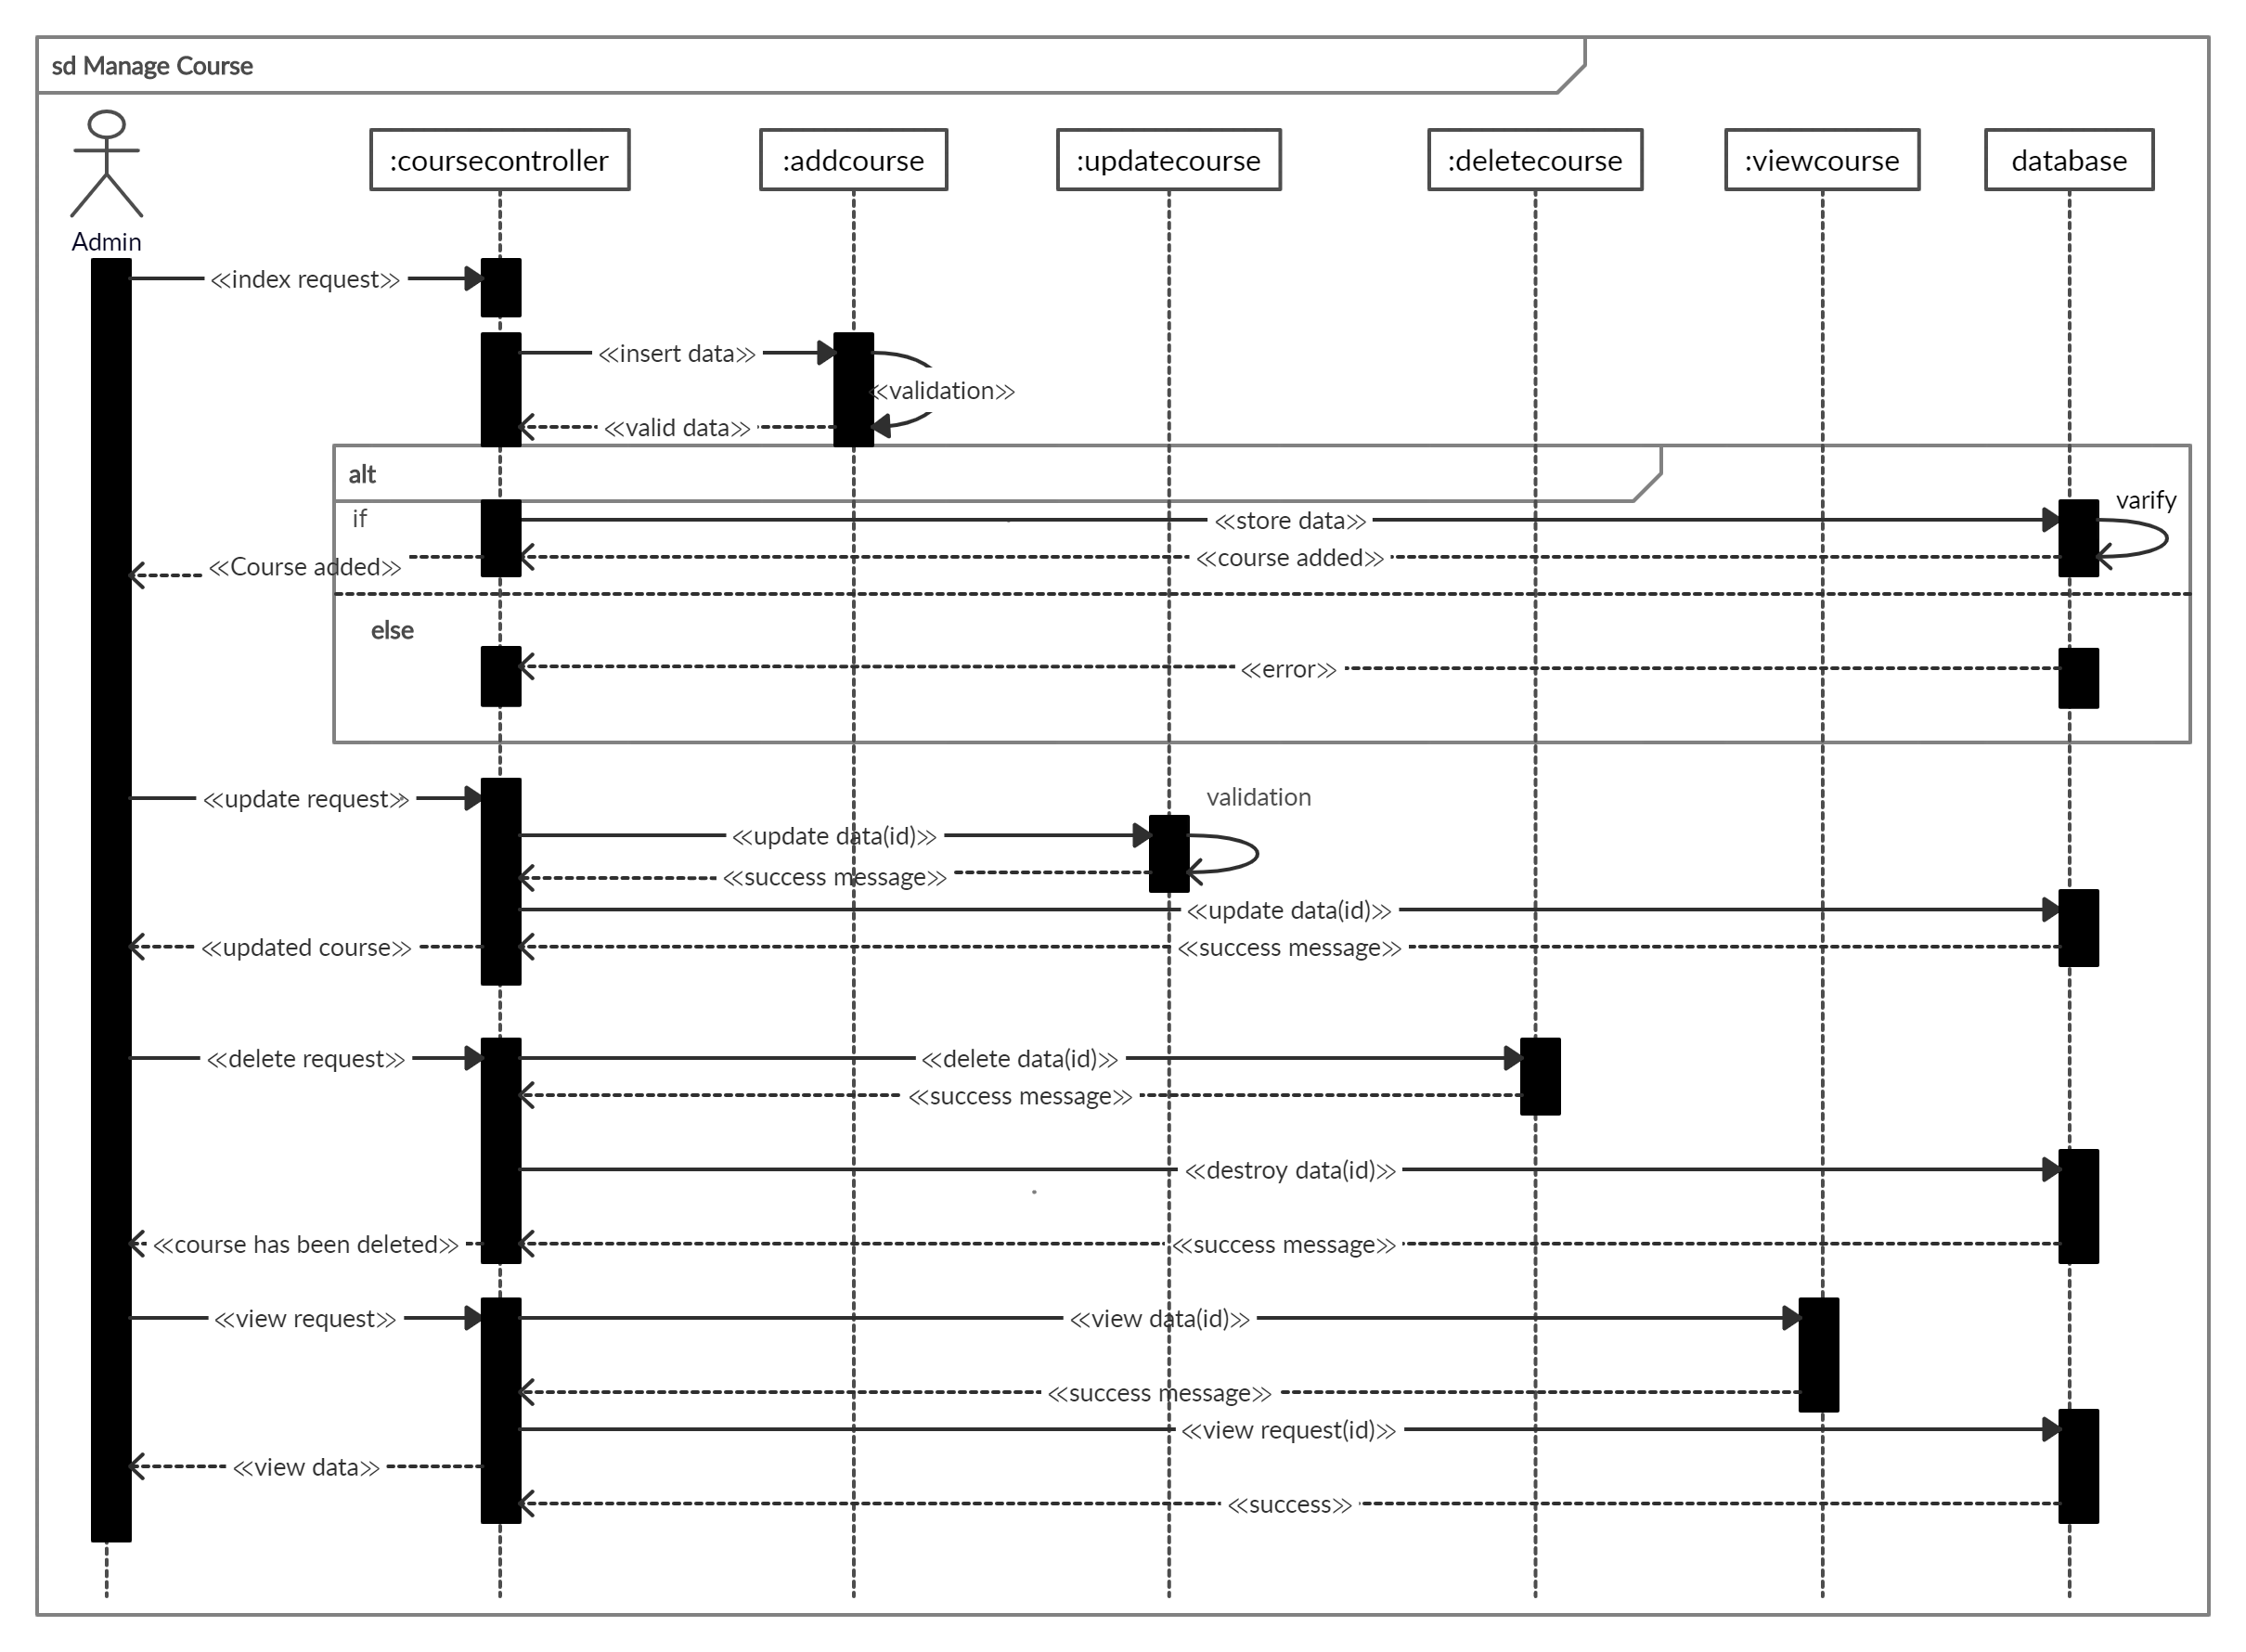 sd Manage Course
Admin
:coursecontroller
:addcourse
:updatecourse
:deletecourse
:viewcourse
database
<<index request>>
<<insert data>>
<<validation>>
<<valid data>>
alt
if
<<store data>>
varify
<<Course added>>
<<course added>>
else
<<error>>
<<update request>>
validation
<<update data(id)>>
<<success message>>
<<update data(id)>>
<<updated course>>
<<success message>>
<<delete request>>
<<delete data(id)>>
<<success message>>
<<destroy data(id)>>
<<course has been deleted>>
<<success message>>
<<view request>>
<<view data(id)>>
<<success message>>
<<view request(id)>>
<<view data>>
<<success>>